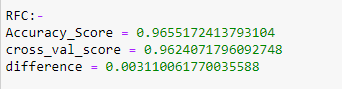 RFC:-
Accuracy_Score = 0.9655172413793104
cross_val_score = 0.9624071796092748
difference = 0.003110061770035588